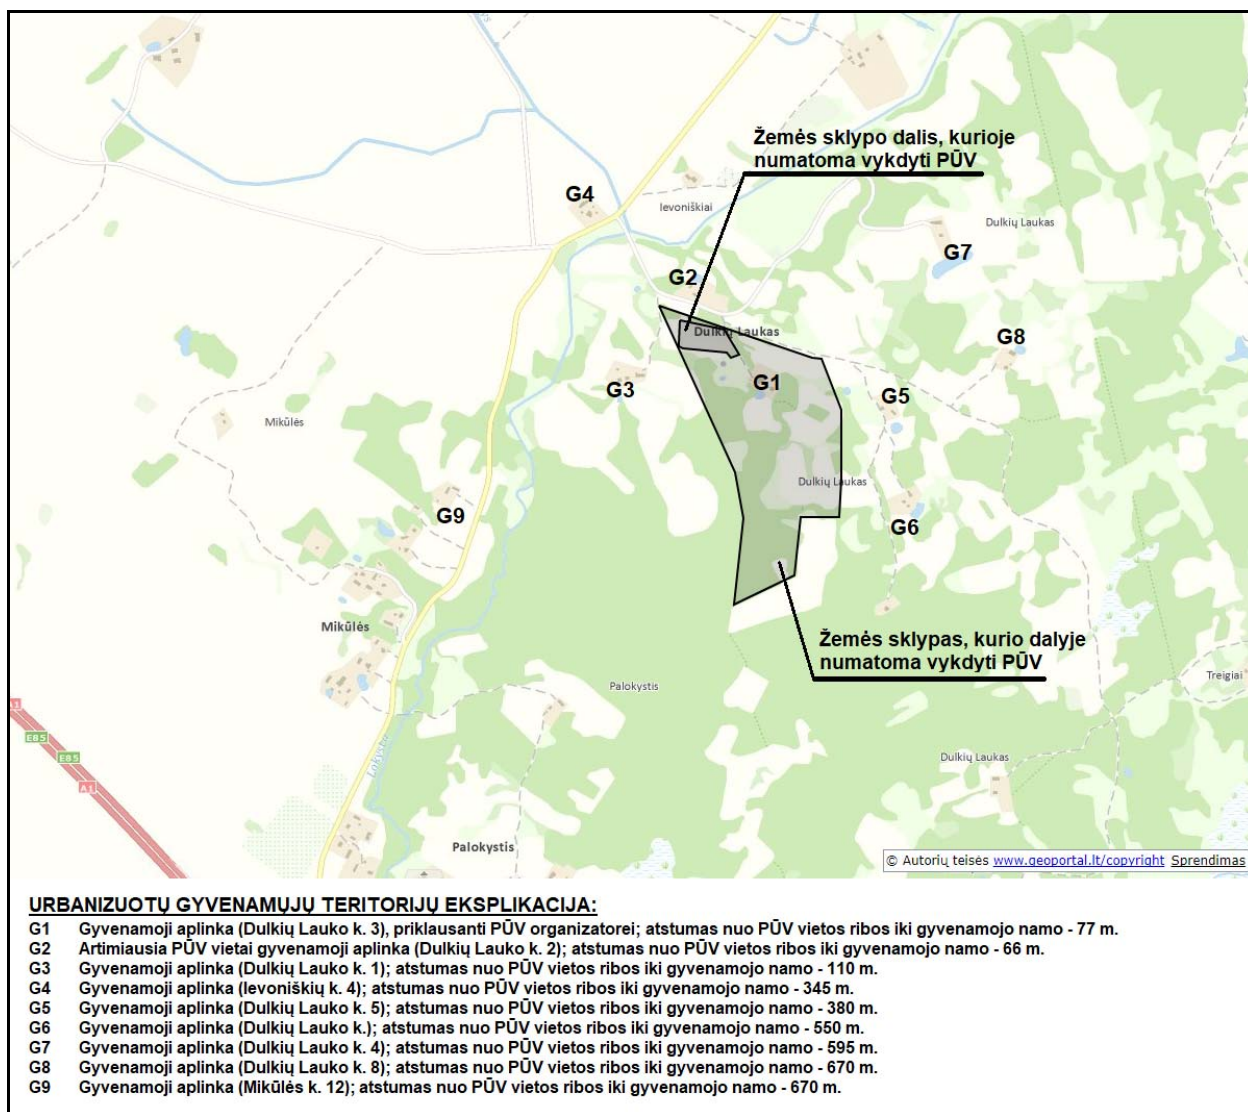 Žemės sklypo dalis, kurioje
numatoma vykdyti PŪV
G4
Ievoniškiai
Dulkių Laukas
G7
G2
Dulkių Laukas
G8
G3
G1
G5
Mikūlės
Dulkių Laukas
G9
G6
Mikūlės
Žemės sklypas, kurio dalyje
numatoma vykdyti PŪV
Palokystis
Treigiai
A1
E85
E85
A1
Lokysta
Dulkių Laukas
Palokystis
© Autorių teisės www.geoportal.lt/copyright Sprendimas
URBANIZUOTŲ GYVENAMŲJŲ TERITORIJŲ EKSPLIKACIJA:
G1 Gyvenamoji aplinka (Dulkių Lauko k. 3), priklausanti PŪV organizatorei; atstumas nuo PŪV vietos ribos iki gyvenamojo namo - 77 m.
G2 Artimiausia PŪV vietai gyvenamoji aplinka (Dulkių Lauko k. 2); atstumas nuo PŪV vietos ribos iki gyvenamojo namo - 66 m.
G3 Gyvenamoji aplinka (Dulkių Lauko k. 1); atstumas nuo PŪV vietos ribos iki gyvenamojo namo - 110 m.
G4 Gyvenamoji aplinka (Ievoniškių k. 4); atstumas nuo PŪV vietos ribos iki gyvenamojo namo - 345 m.
G5 Gyvenamoji aplinka (Dulkių Lauko k. 5); atstumas nuo PŪV vietos ribos iki gyvenamojo namo - 380 m.
G6 Gyvenamoji aplinka (Dulkių Lauko k.); atstumas nuo PŪV vietos ribos iki gyvenamojo namo - 550 m.
G7 Gyvenamoji aplinka (Dulkių Lauko k. 4); atstumas nuo PŪV vietos ribos iki gyvenamojo namo - 595 m.
G8 Gyvenamoji aplinka (Dulkių Lauko k. 8); atstumas nuo PŪV vietos ribos iki gyvenamojo namo - 670 m.
G9 Gyvenamoji aplinka (Mikūlės k. 12); atstumas nuo PŪV vietos ribos iki gyvenamojo namo - 670 m.